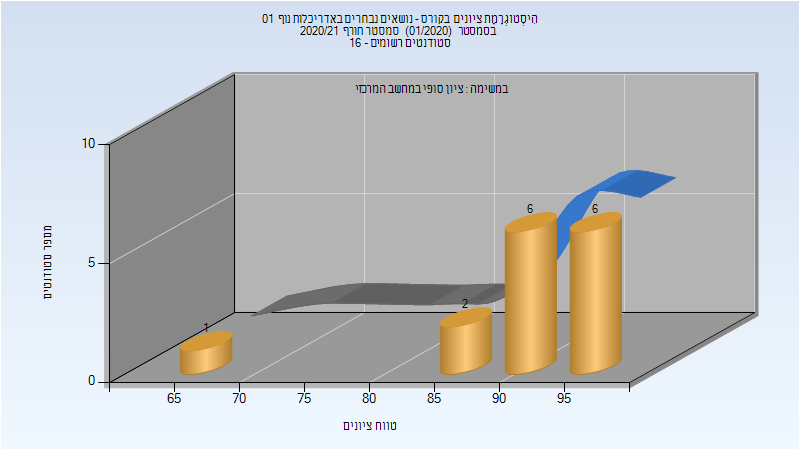 הִיסְטוֹגְרָמַת ציונים בקורס - נושאים נבחרים באדריכלות נוף 01
בסמסטר (01/2020) סמסטר חורף 2020/21
סטודנטים רשומים - 16
במשימה : ציון סופי במחשב המרכזי
10
5
0
מספר סטודנטים
1
2
6
6
65
70
75
80
85
90
95
טווח ציונים